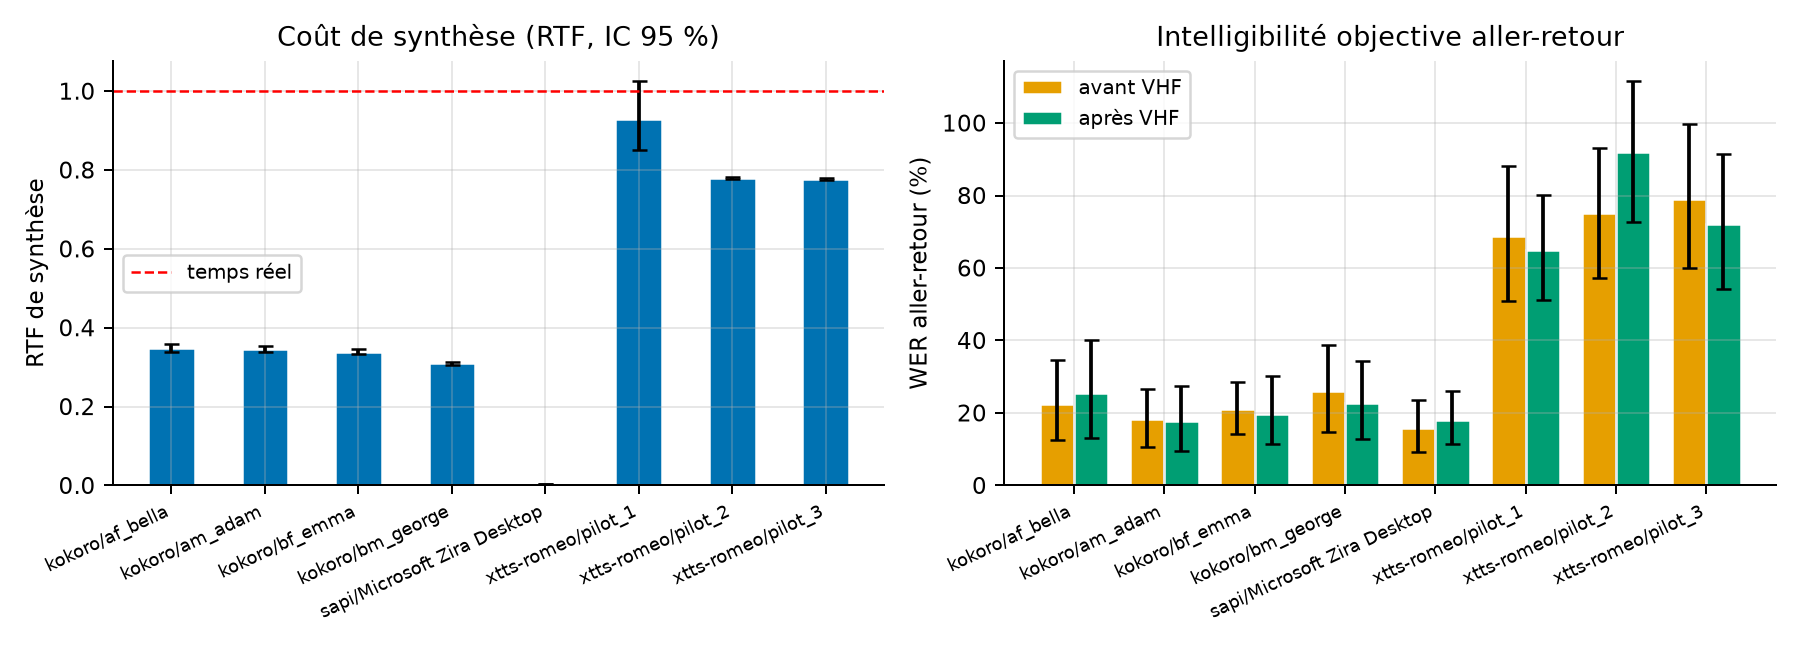 Coût de synthèse (RTF, IC 95 %)
RTF de synthèse
1.0
0.8
0.6
0.4
0.2
0.0
temps réel
kokoro/af_bella
kokoro/am_adam
kokoro/bf_emma
kokoro/bm_george
sapi/Microsoft Zira Desktop
xtts-romeo/pilot_1
xtts-romeo/pilot_2
xtts-romeo/pilot_3
Intelligibilité objective aller-retour
WER aller-retour (%)
100
80
60
40
20
0
avant VHF
après VHF
kokoro/af_bella
kokoro/am_adam
kokoro/bf_emma
kokoro/bm_george
sapi/Microsoft Zira Desktop
xtts-romeo/pilot_1
xtts-romeo/pilot_2
xtts-romeo/pilot_3